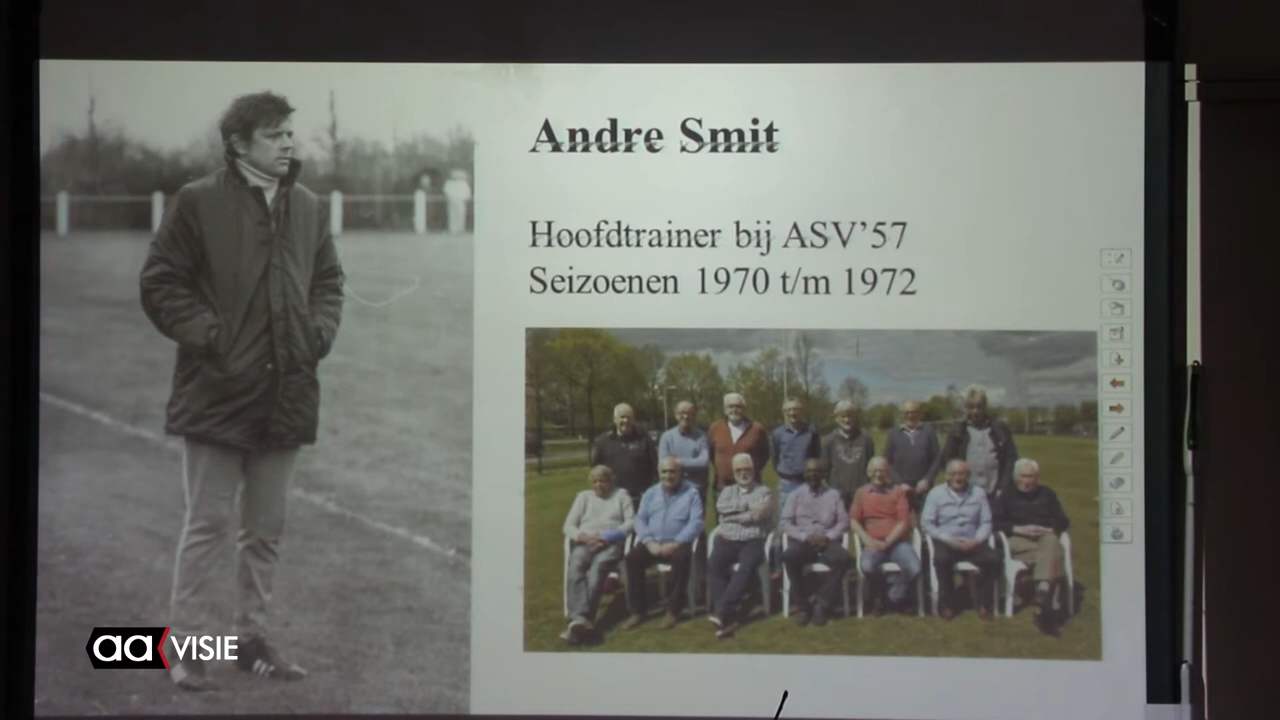 Andre Smit
Hoofdtrainer bij ASV’57
Seizoenen 1970 t/m 1972
aa VISIE